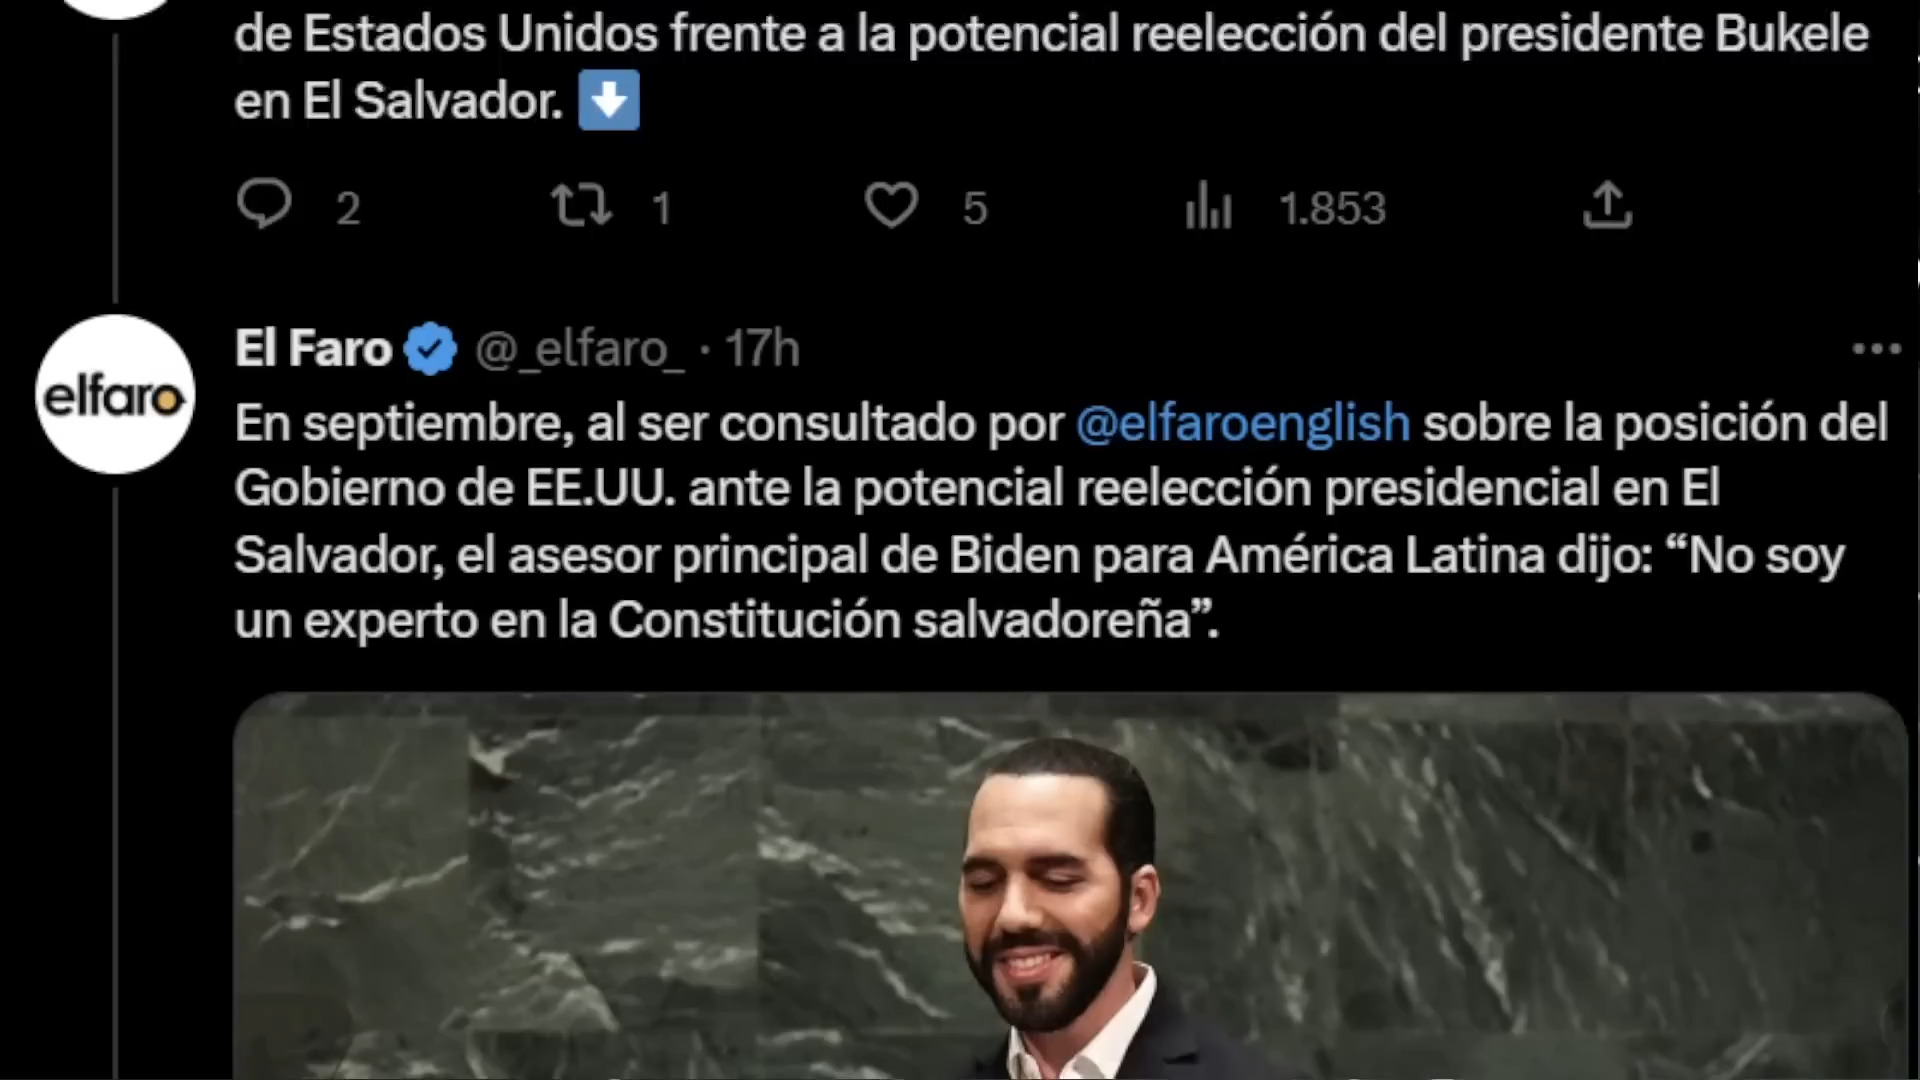 de Estados Unidos frente a la potencial reelección del presidente Bukele
en El Salvador.
2 1 5 1.853
El Faro @_elfaro_ · 17h
elfaro
En septiembre, al ser consultado por @elfaroenglish sobre la posición del
Gobierno de EE.UU. ante la potencial reelección presidencial en El
Salvador, el asesor principal de Biden para América Latina dijo: “No soy
un experto en la Constitución salvadoreña”.